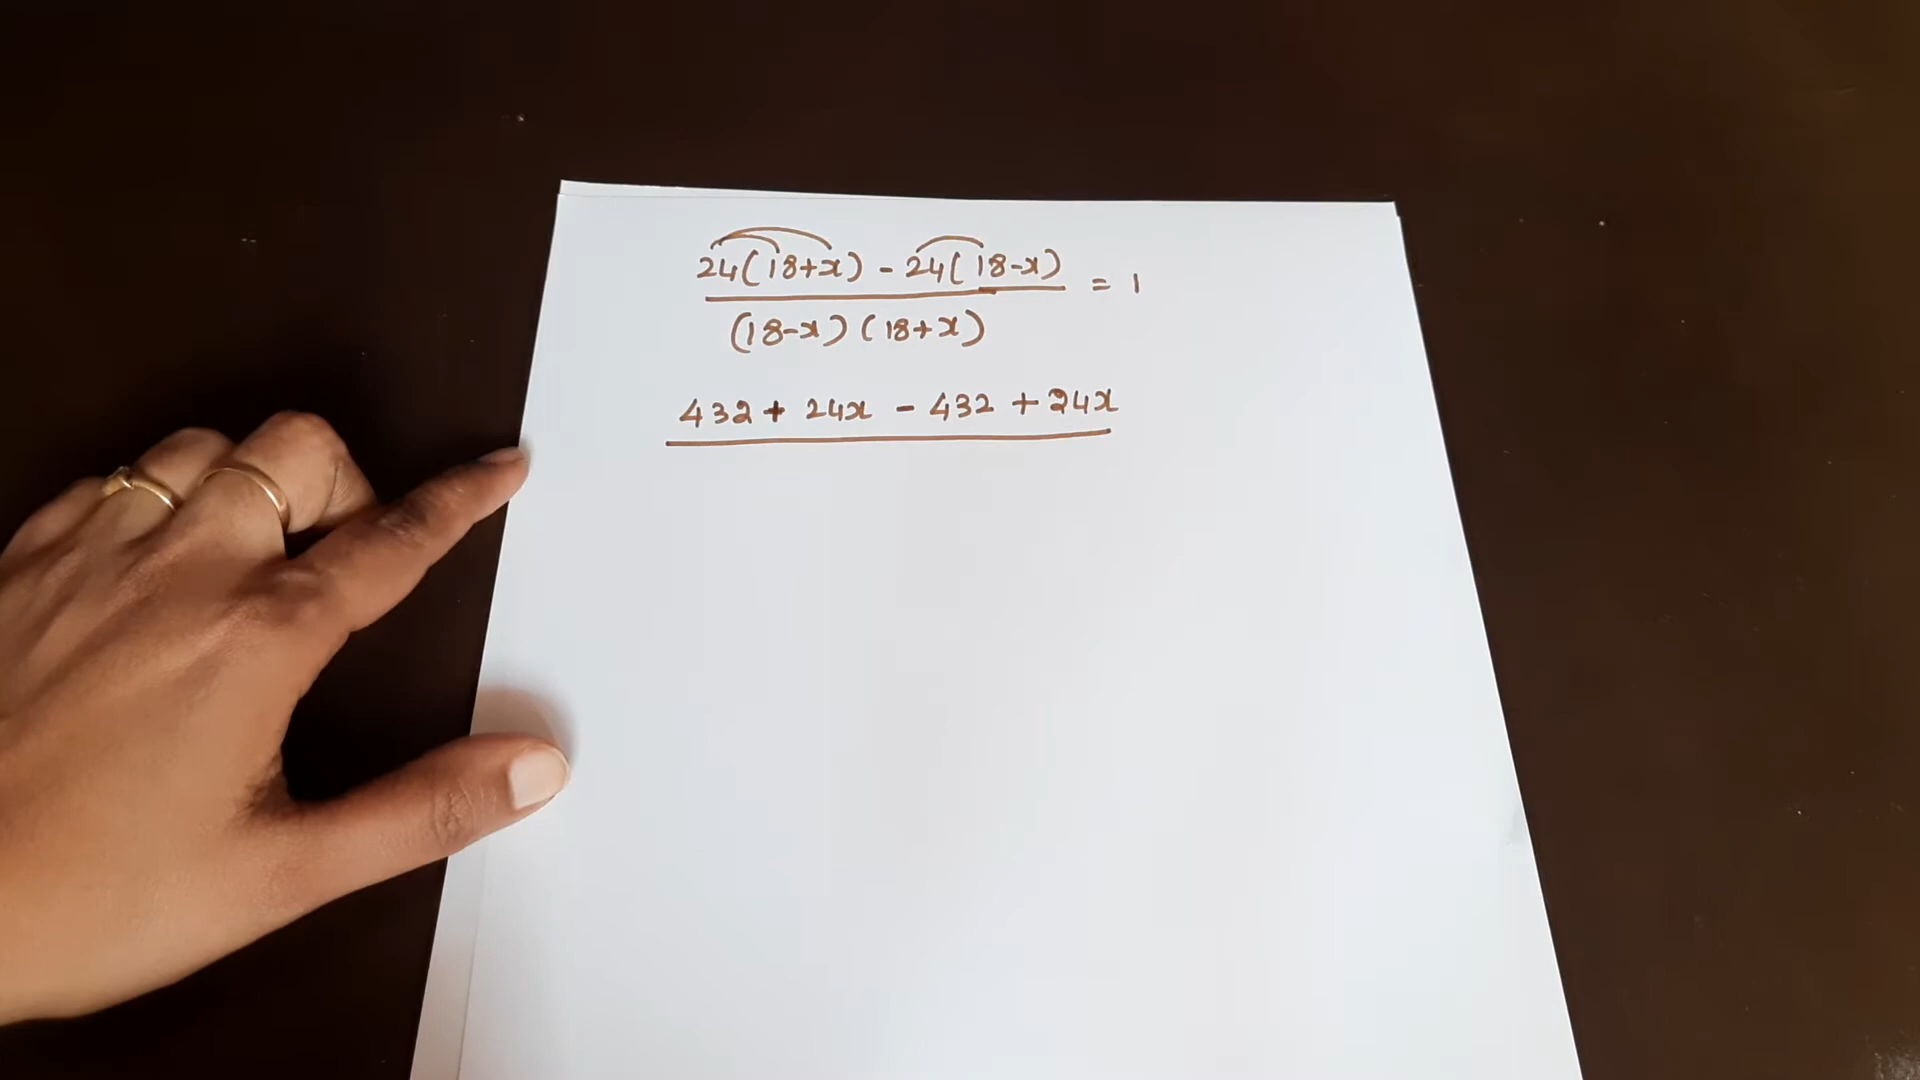 24(18+x) - 24(18-x) = 1
(18-x) (18+x)
432 + 24x - 432 + 24x